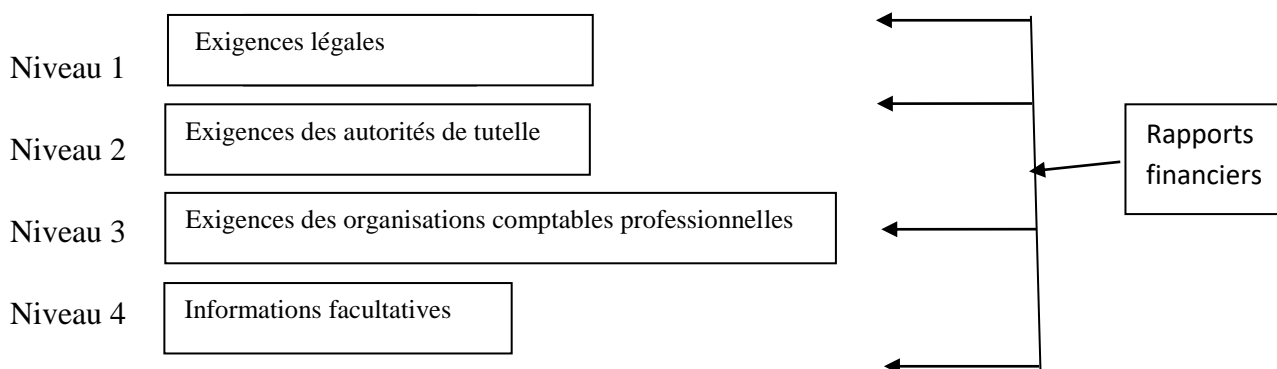 Niveau 1
Exigences légales
Niveau 2
Exigences des autorités de tutelle
Niveau 3
Exigences des organisations comptables professionnelles
Niveau 4
Informations facultatives
Rapports
financiers